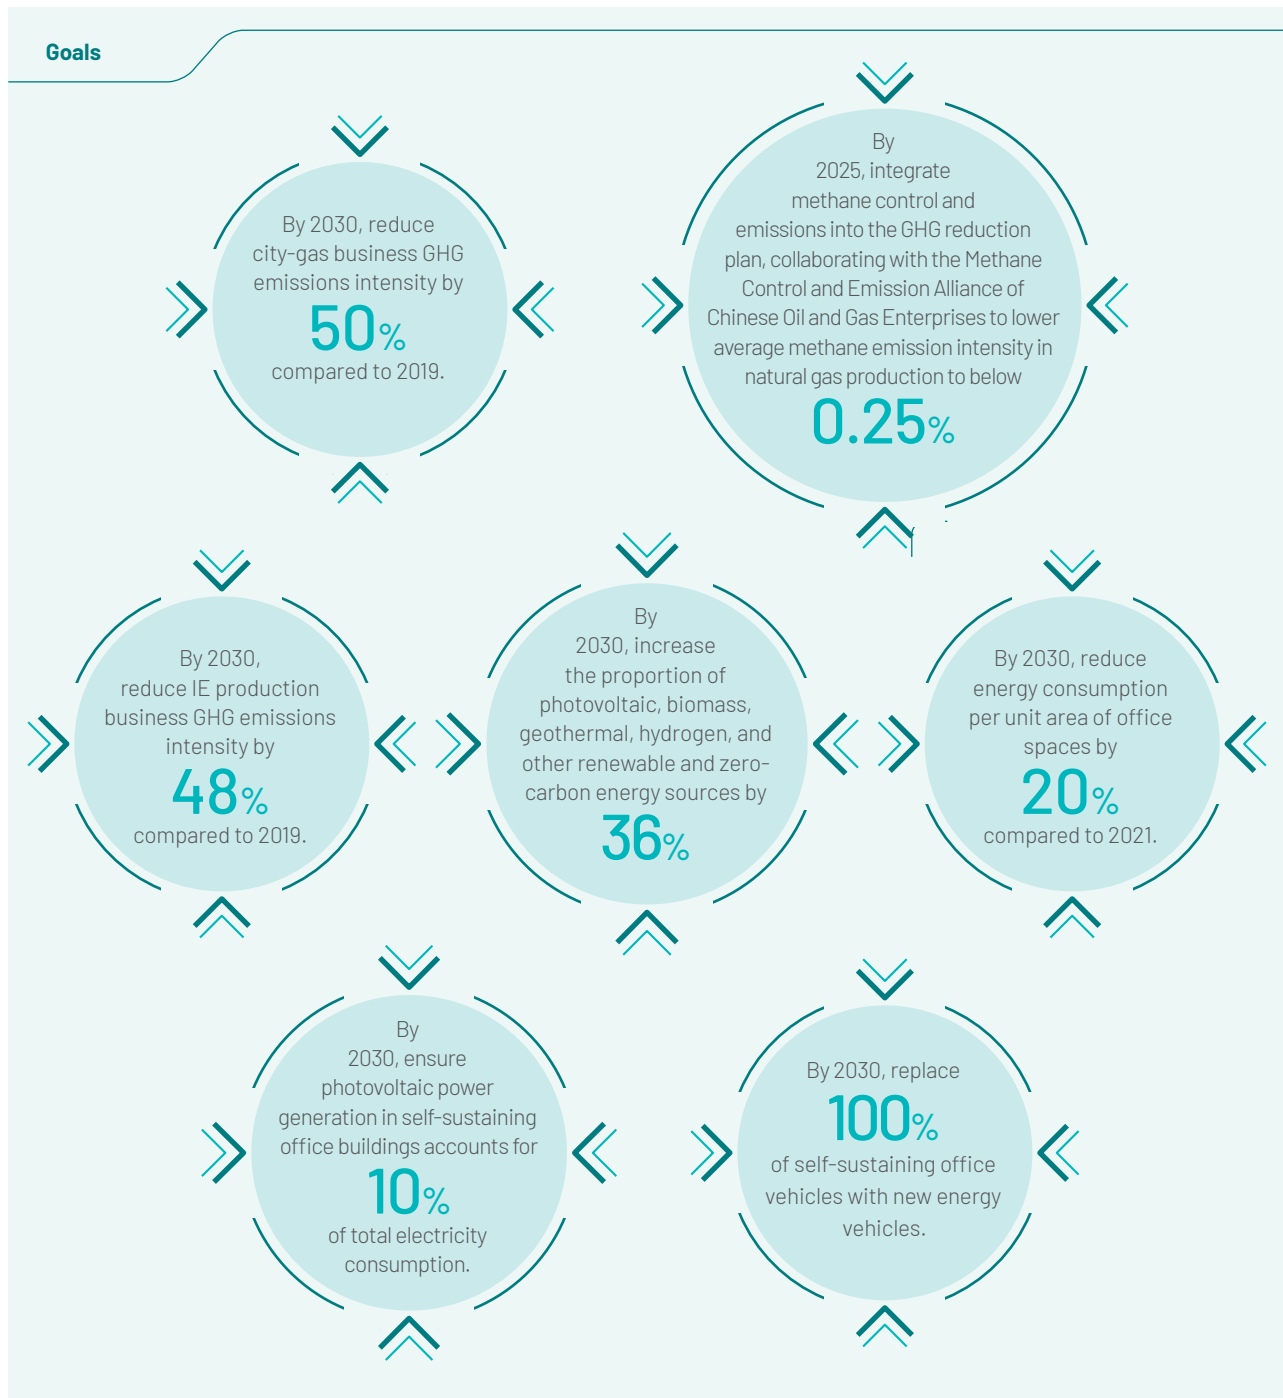 Goals
By 2030, reduce
city-gas business GHG
emissions intensity by
50%
compared to 2019.
By
2025, integrate
methane control and
emissions into the GHG reduction
plan, collaborating with the Methane
Control and Emission Alliance of
Chinese Oil and Gas Enterprises to lower
average methane emission intensity in
natural gas production to below
0.25%
By 2030,
reduce IE production
business GHG emissions
intensity by
48%
compared to 2019.
By
2030, increase
the proportion of
photovoltaic, biomass,
geothermal, hydrogen, and
other renewable and zero-
carbon energy sources by
36%
By 2030, reduce
energy consumption
per unit area of office
spaces by
20%
compared to 2021.
By
2030, ensure
photovoltaic power
generation in self-sustaining
office buildings accounts for
10%
of total electricity
consumption.
By 2030, replace
100%
of self-sustaining office
vehicles with new energy
vehicles.